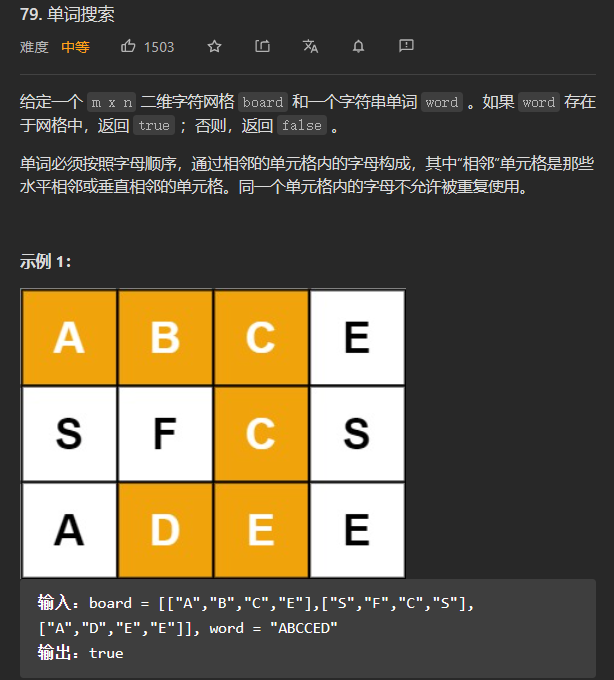 79. 单词搜索
难度 中等 1503
给定一个 m x n 二维字符网格 board 和一个字符串单词 word 。如果 word 存在
于网格中，返回 true ；否则，返回 false 。
单词必须按照字母顺序，通过相邻的单元格内的字母构成，其中“相邻”单元格是那些
水平相邻或垂直相邻的单元格。同一个单元格内的字母不允许被重复使用。
示例 1：
A B C E
S F C S
A D E E
输入：board = [["A","B","C","E"],["S","F","C","S"],
["A","D","E","E"]], word = "ABCCED"
输出：true